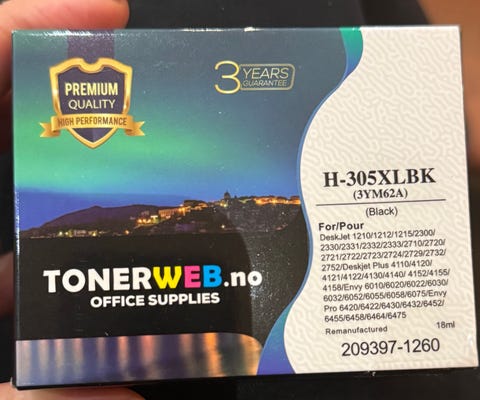 PREMIUM
QUALITY
HIGH PERFORMANCE
3 YEARS
GUARANTEE
TONERWEB.no
OFFICE SUPPLIES
H-305XLBK
(3YM62A)
(Black)
For/Pour
DeskJet 1210/1212/1215/2300/
2330/2331/2332/2333/2710/2720/
2721/2722/2723/2724/2729/2732/
2752/Deskjet Plus 4110/4120/
4121/4122/4130/4140/ 4152/4155/
4158/Envy 6010/6020/6022/6030/
6032/6052/6055/6058/6075/Envy
Pro 6420/6422/6430/6432/6452/
6455/6458/6464/6475
Remanufactured 18ml
209397-1260